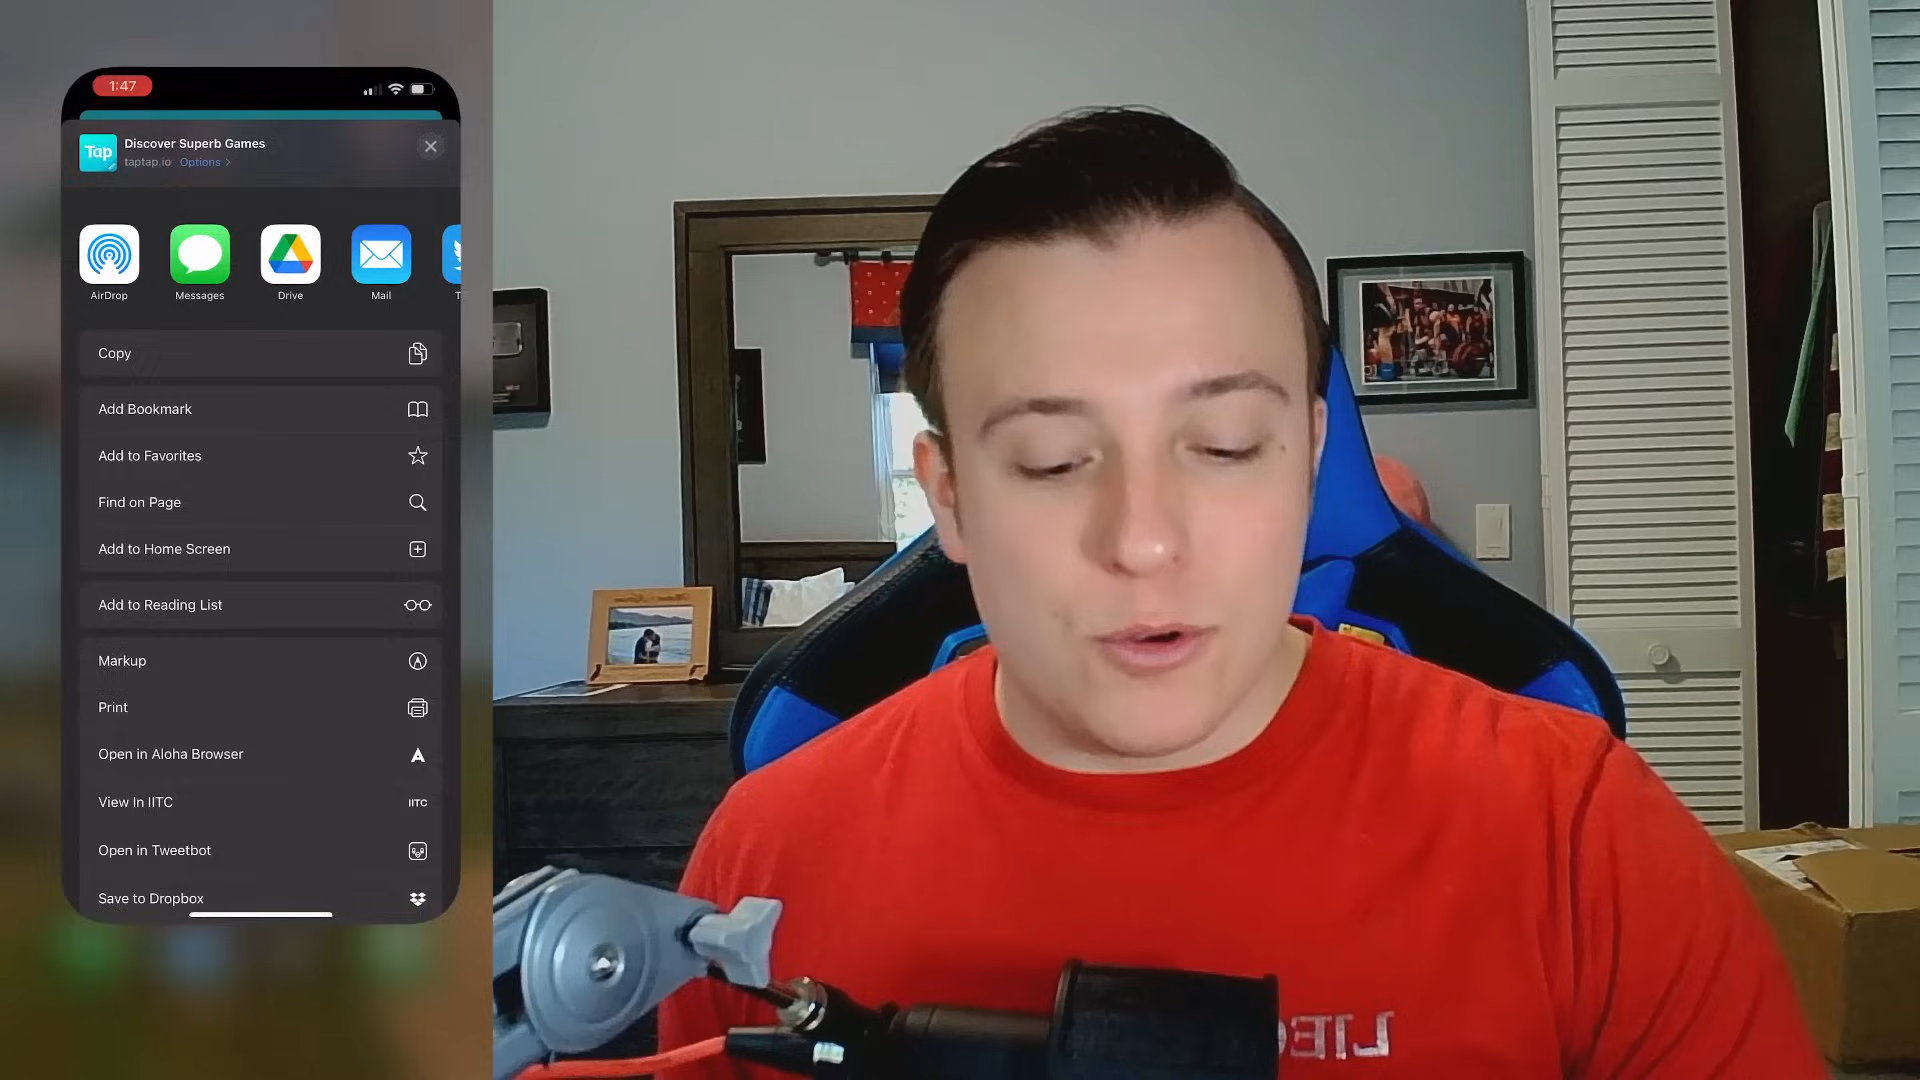 1:47
Tap
Discover Superb Games
taptap.io Options
AirDrop
Messages
Drive
Mail
Copy
Add Bookmark
Add to Favorites
Find on Page
Add to Home Screen
Add to Reading List
Markup
Print
Open in Aloha Browser
View In IITC
IITC
Open in Tweetbot
Save to Dropbox